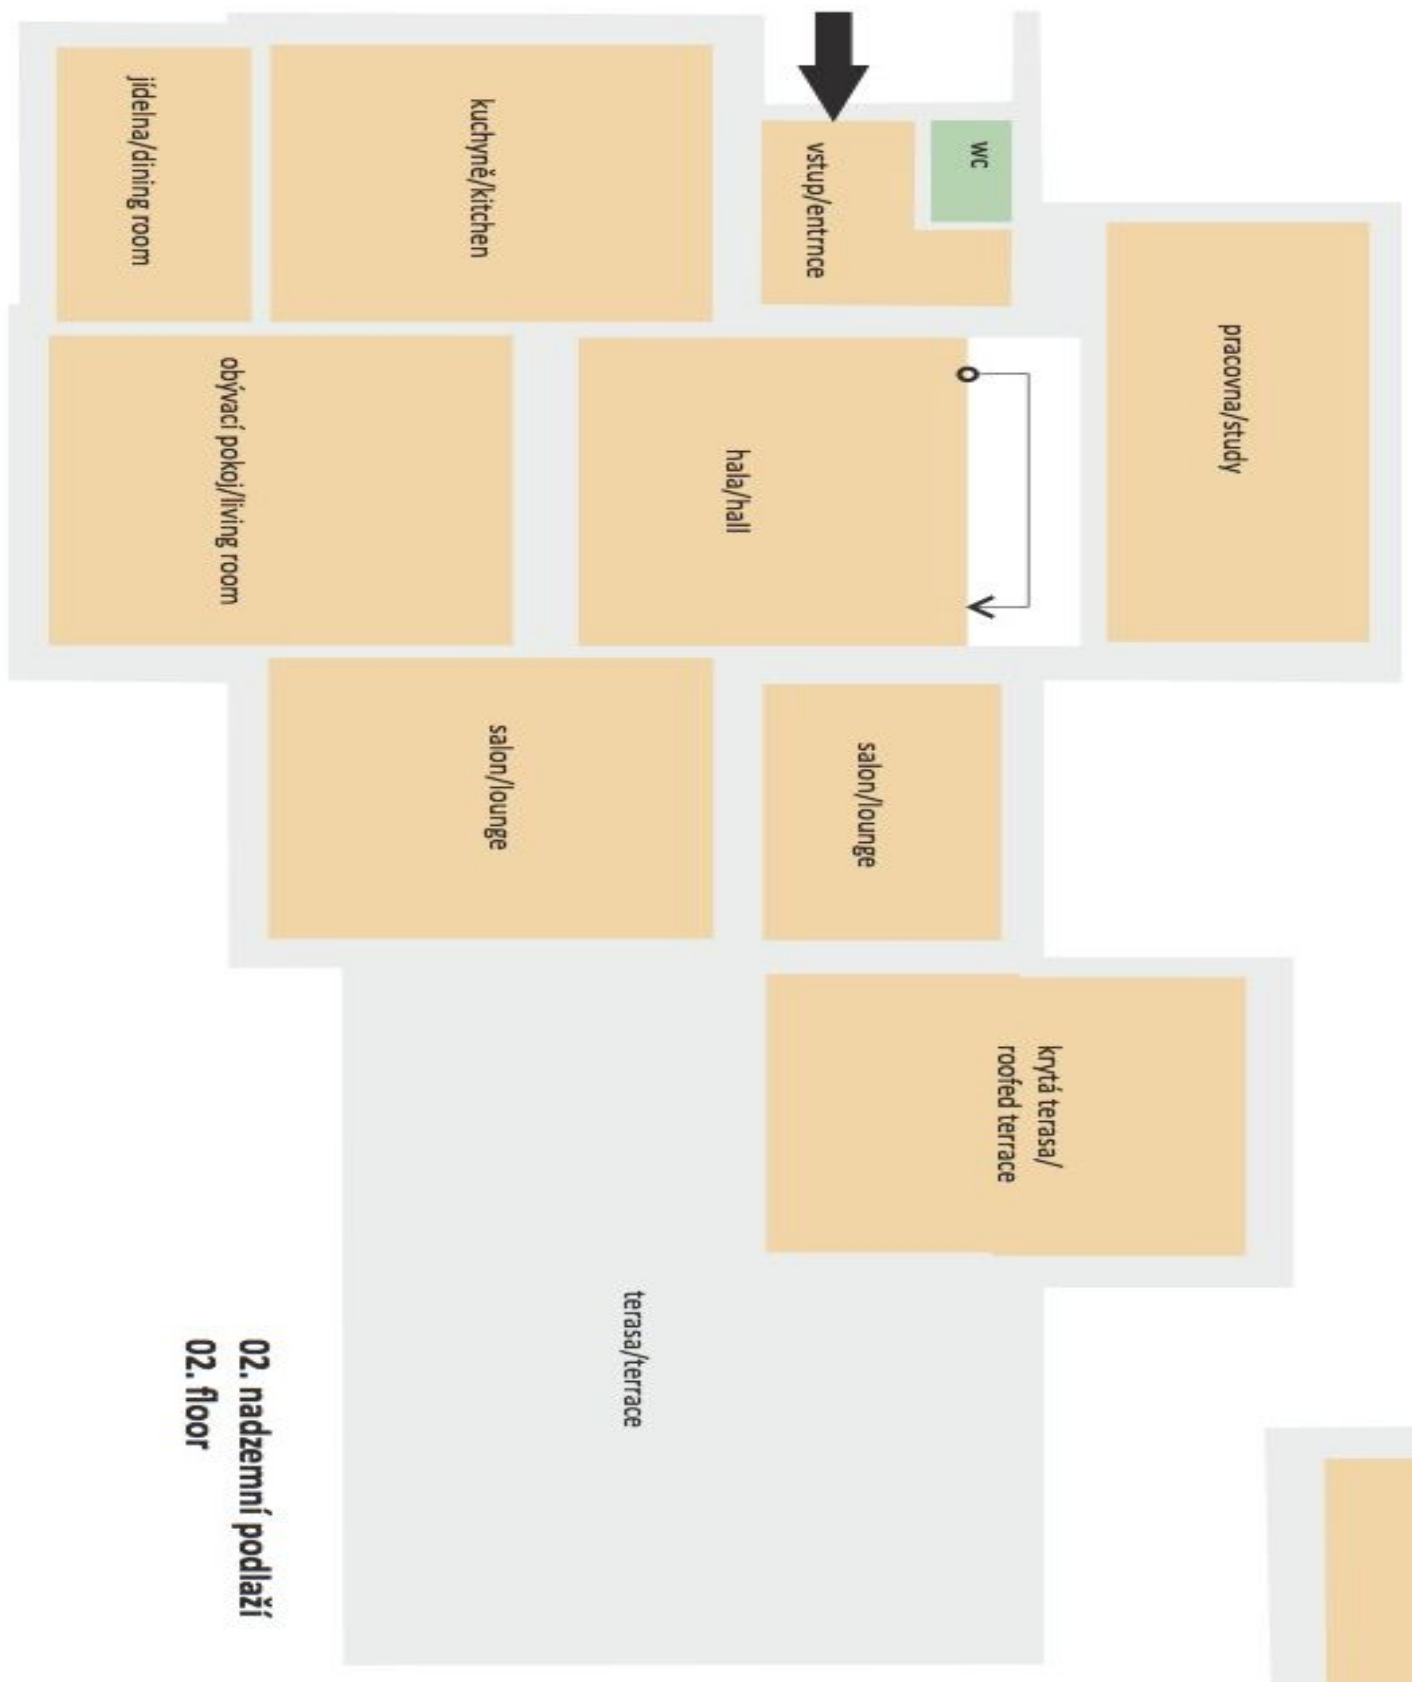 jídelna/dining room
kuchyně/kitchen
vstup/entrnce
wc
pracovna/study
obývací pokoj/living room
hala/hall
salon/lounge
salon/lounge
krytá terasa/
roofed terrace
terasa/terrace
02. nadzemní podlaží
02. floor